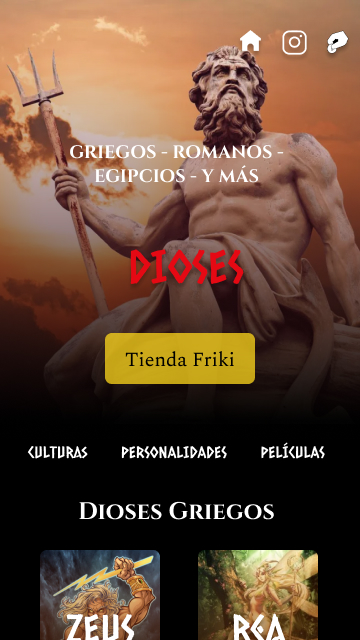 GRIEGOS - ROMANOS -
EGIPCIOS - Y MÁS
DIOSES
Tienda Friki
CULTURAS PERSONALIDADES PELÍCULAS
Dioses Griegos
ZEUS REA